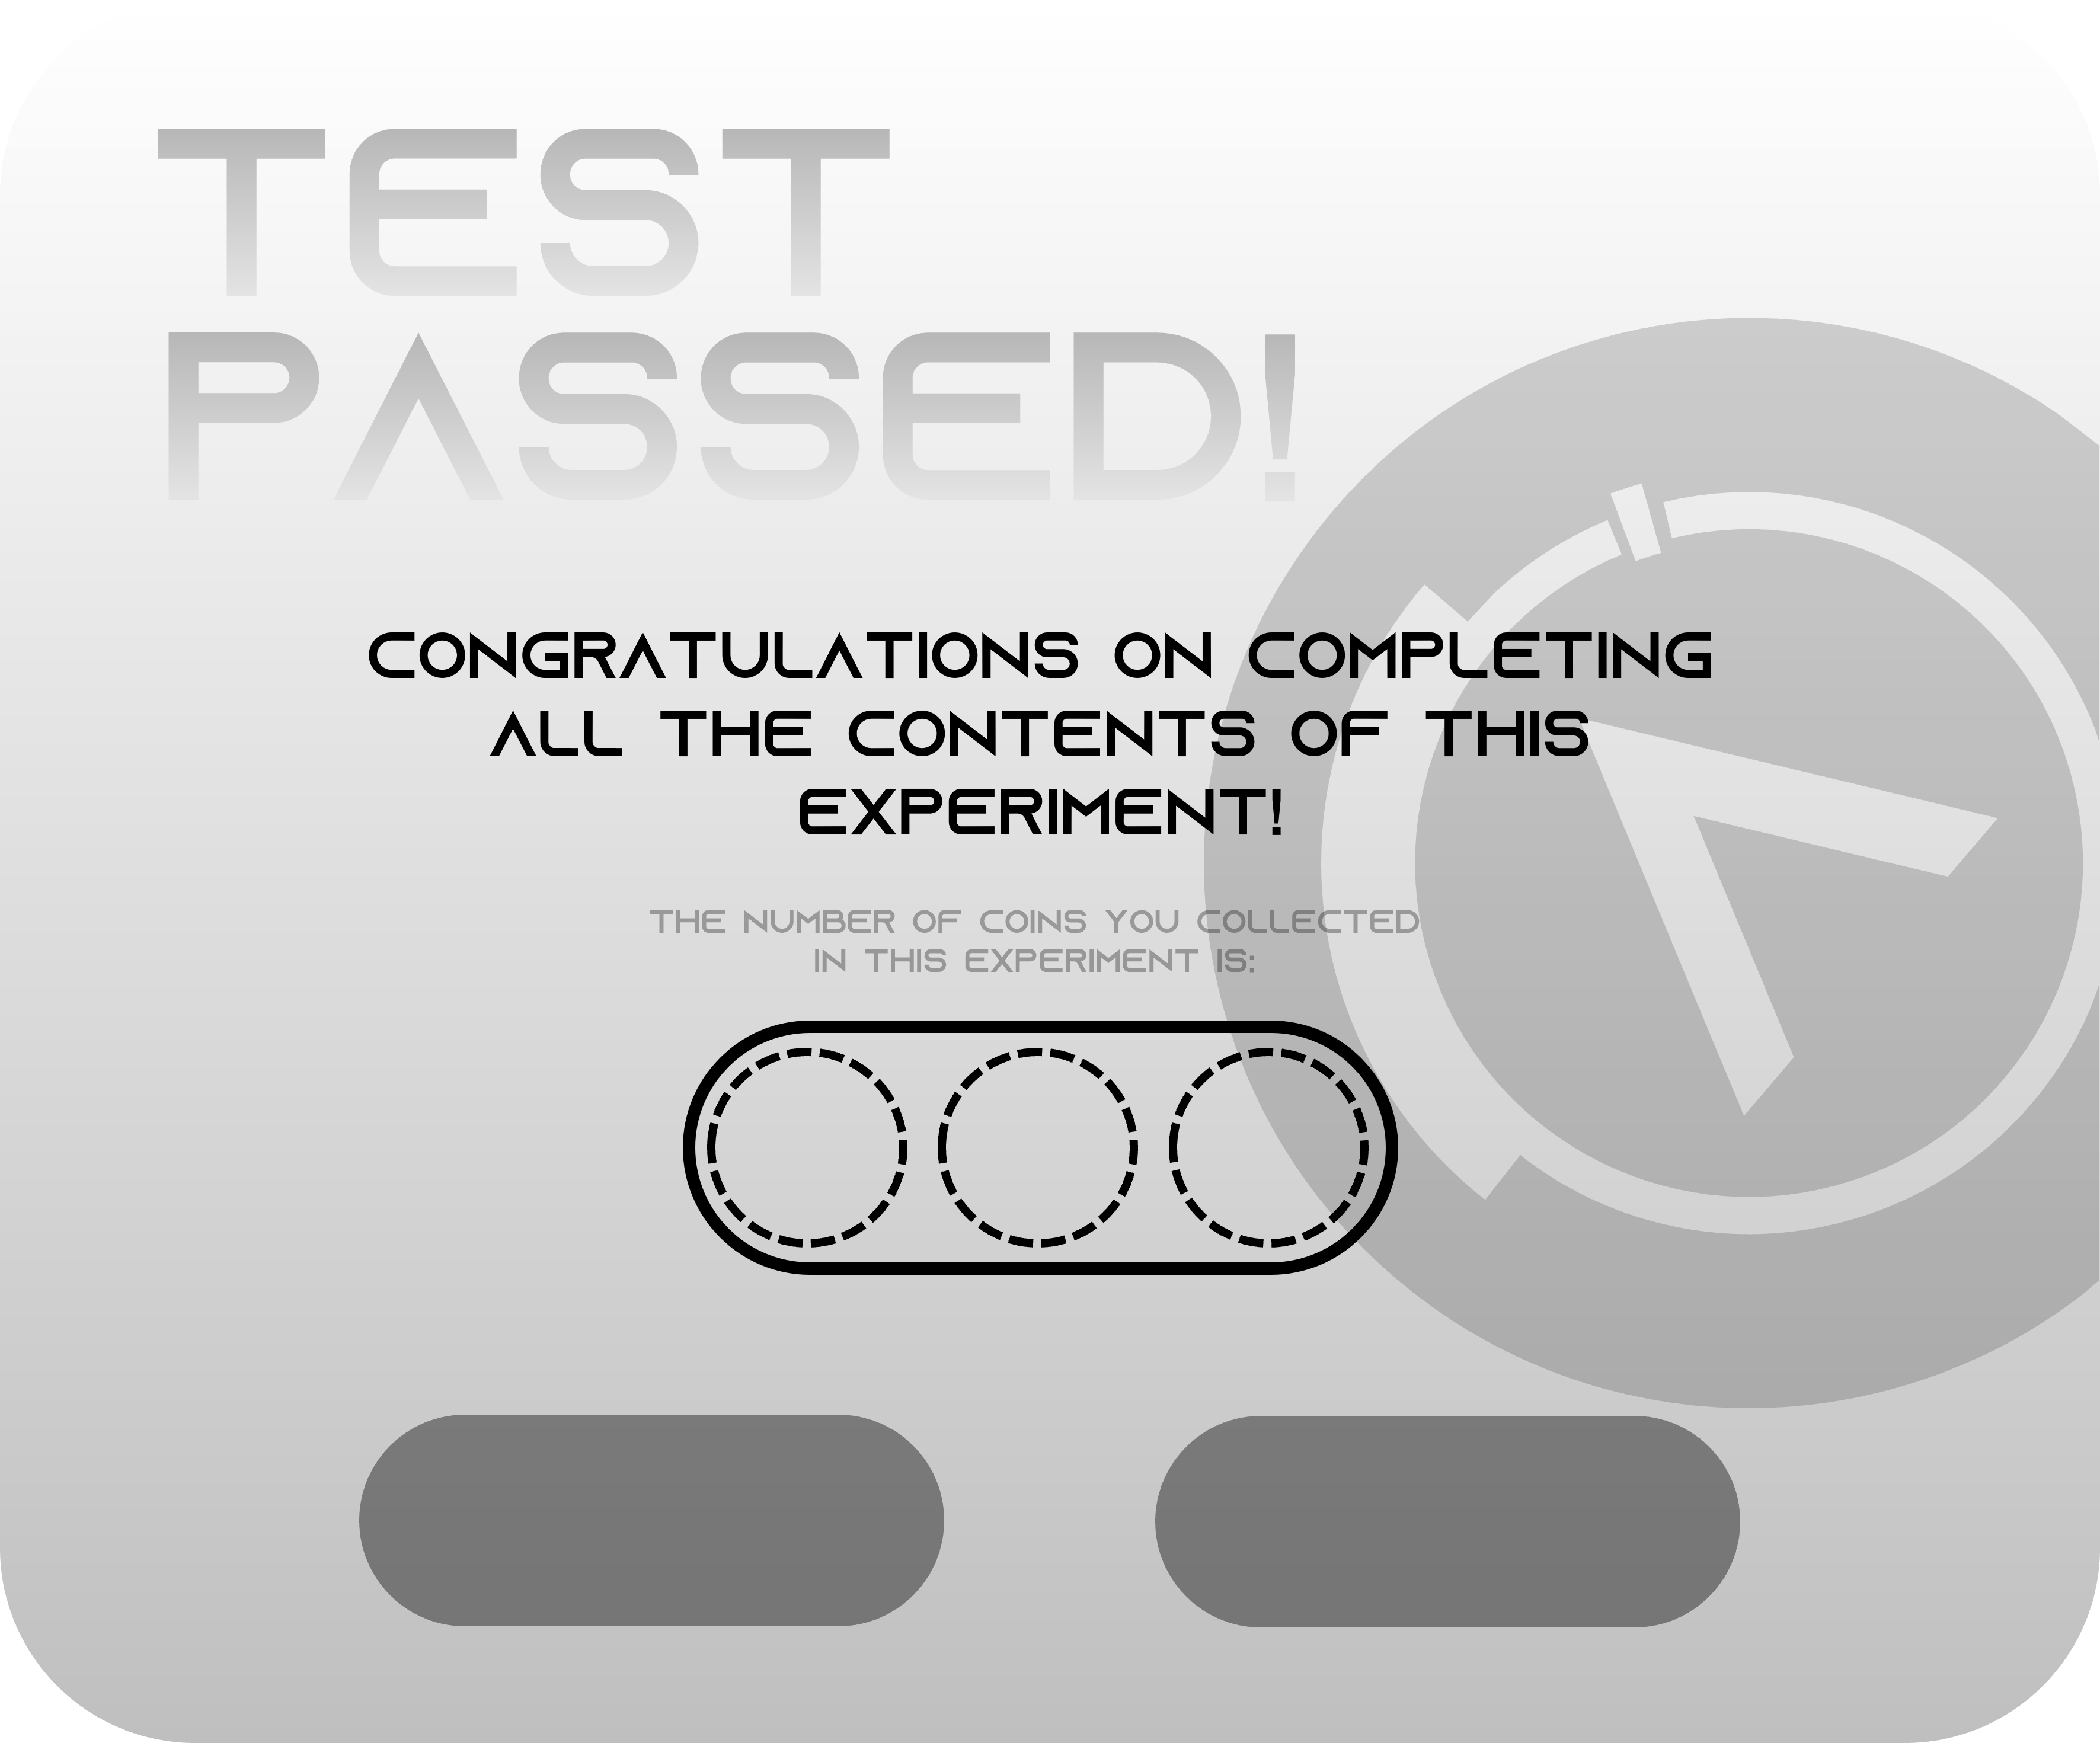 TEST
PASSED!
CONGRATULATIONS ON COMPLETING
ALL THE CONTENTS OF THIS
EXPERIMENT!
THE NUMBER OF COINS YOU COLLECTED
IN THIS EXPERIMENT IS: